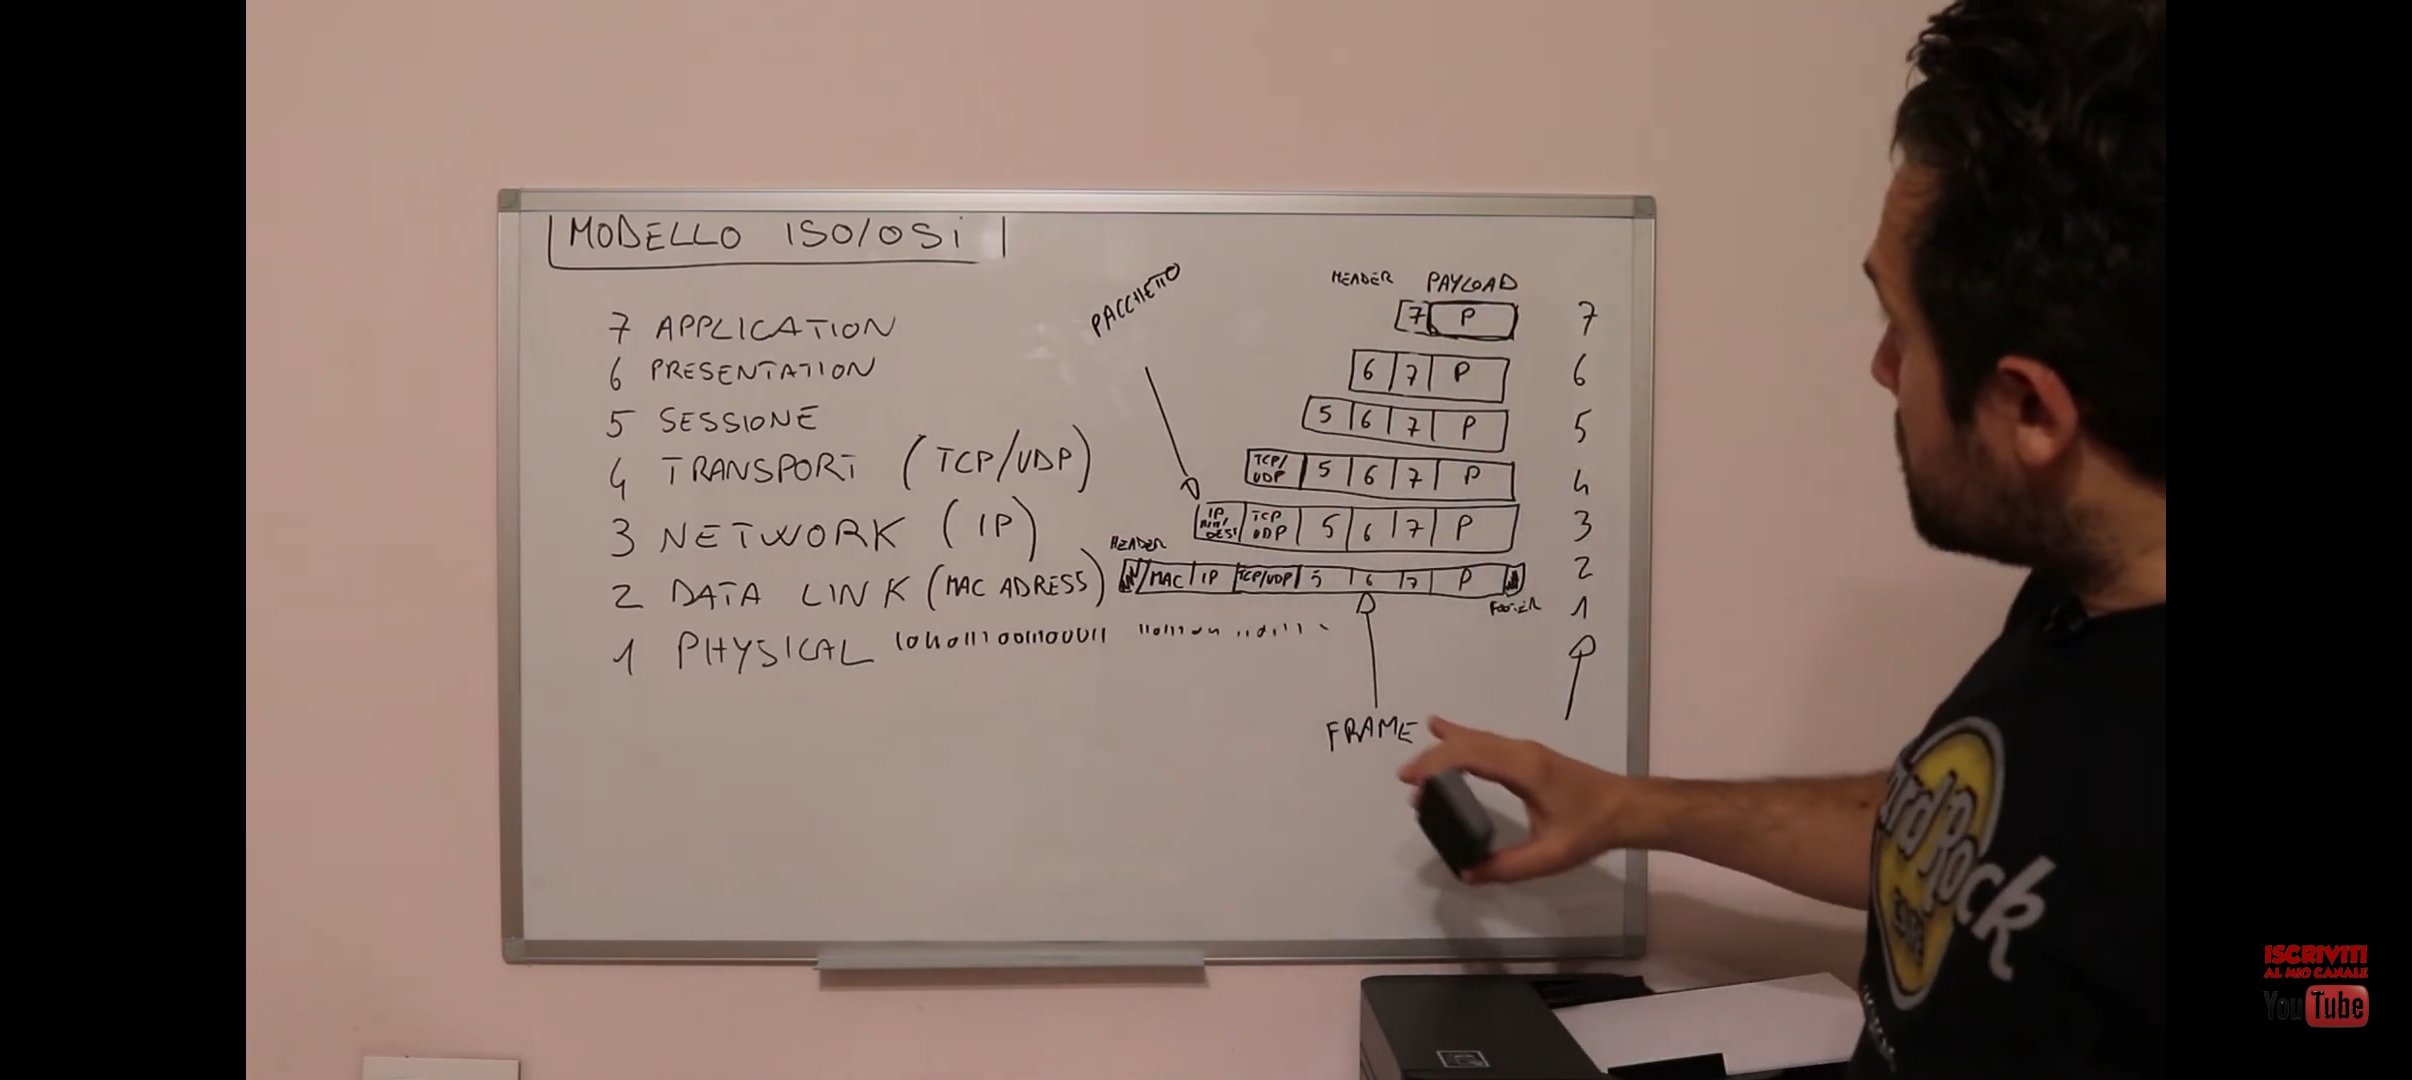 MODELLO ISO/OSi
7 APPLICATION
6 PRESENTATION
5 SESSIONE
4 TRANSPORT (TCP/UDP)
3 NETWORK (IP)
2 DATA LINK (MAC ADRESS)
1 PHYSICAL
PACCHETTO
HEADER PAYLOAD
7 P 7
6 7 P 6
5 6 7 P 5
TCP/UDP 5 6 7 P 4
IP MITT/DEST TCP UDP 5 6 7 P 3
HEADER
MAC IP TCP/UDP 5 6 7 P 2
FOOTER 1
FRAME
Hard Rock
ISCRIVITI
AL MIO CANALE
YouTube